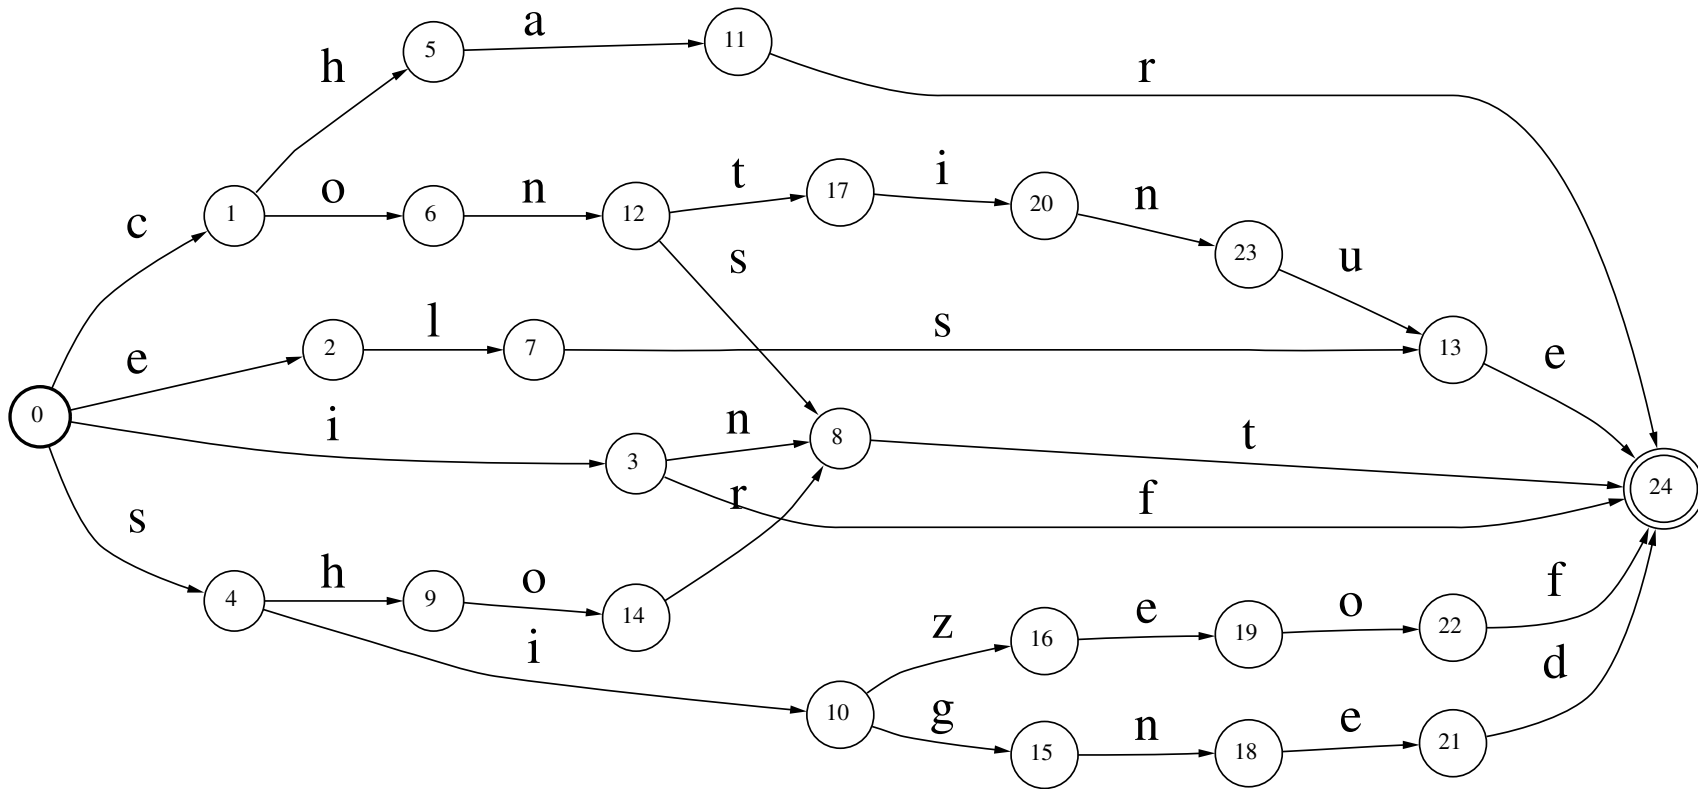 h 5 a 11 r
c 1 o 6 n 12 t 17 i 20 n 23 u
s
e 2 l 7 s 13 e
0 i 3 n 8 t 24
r f
s 4 h 9 o 14
i 10 z 16 e 19 o 22 f
g 15 n 18 e 21 d